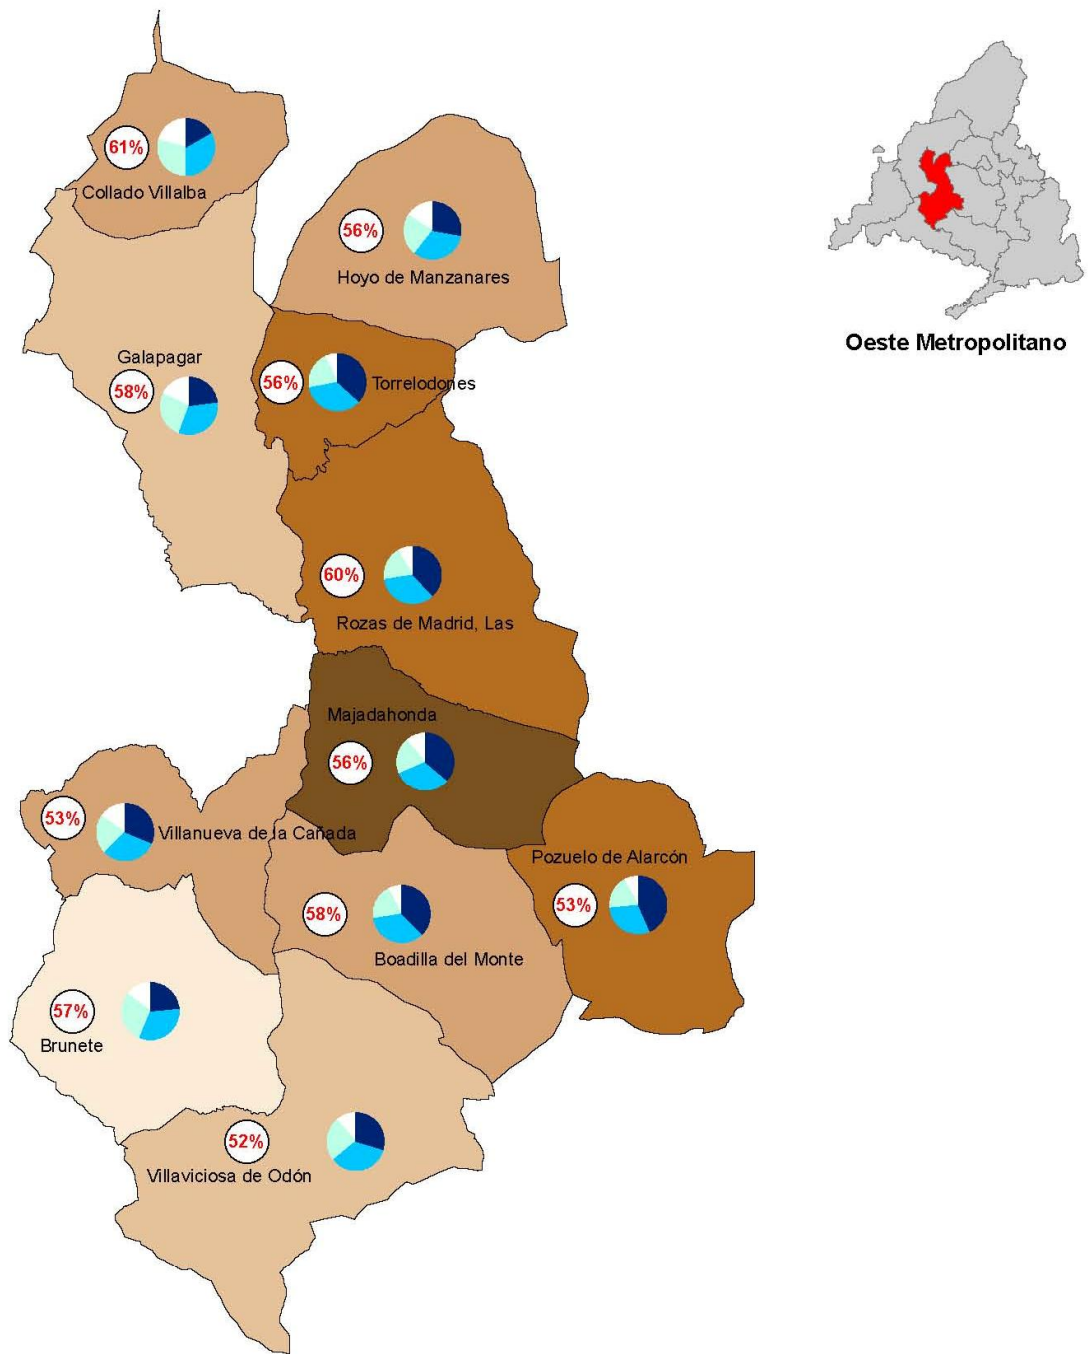 61%
Collado Villalba
56%
Hoyo de Manzanares
Oeste Metropolitano
Galapagar
58%
56%
Torrelodones
60%
Rozas de Madrid, Las
Majadahonda
56%
53%
Villanueva de la Cañada
Pozuelo de Alarcón
53%
58%
Boadilla del Monte
57%
Brunete
52%
Villaviciosa de Odón